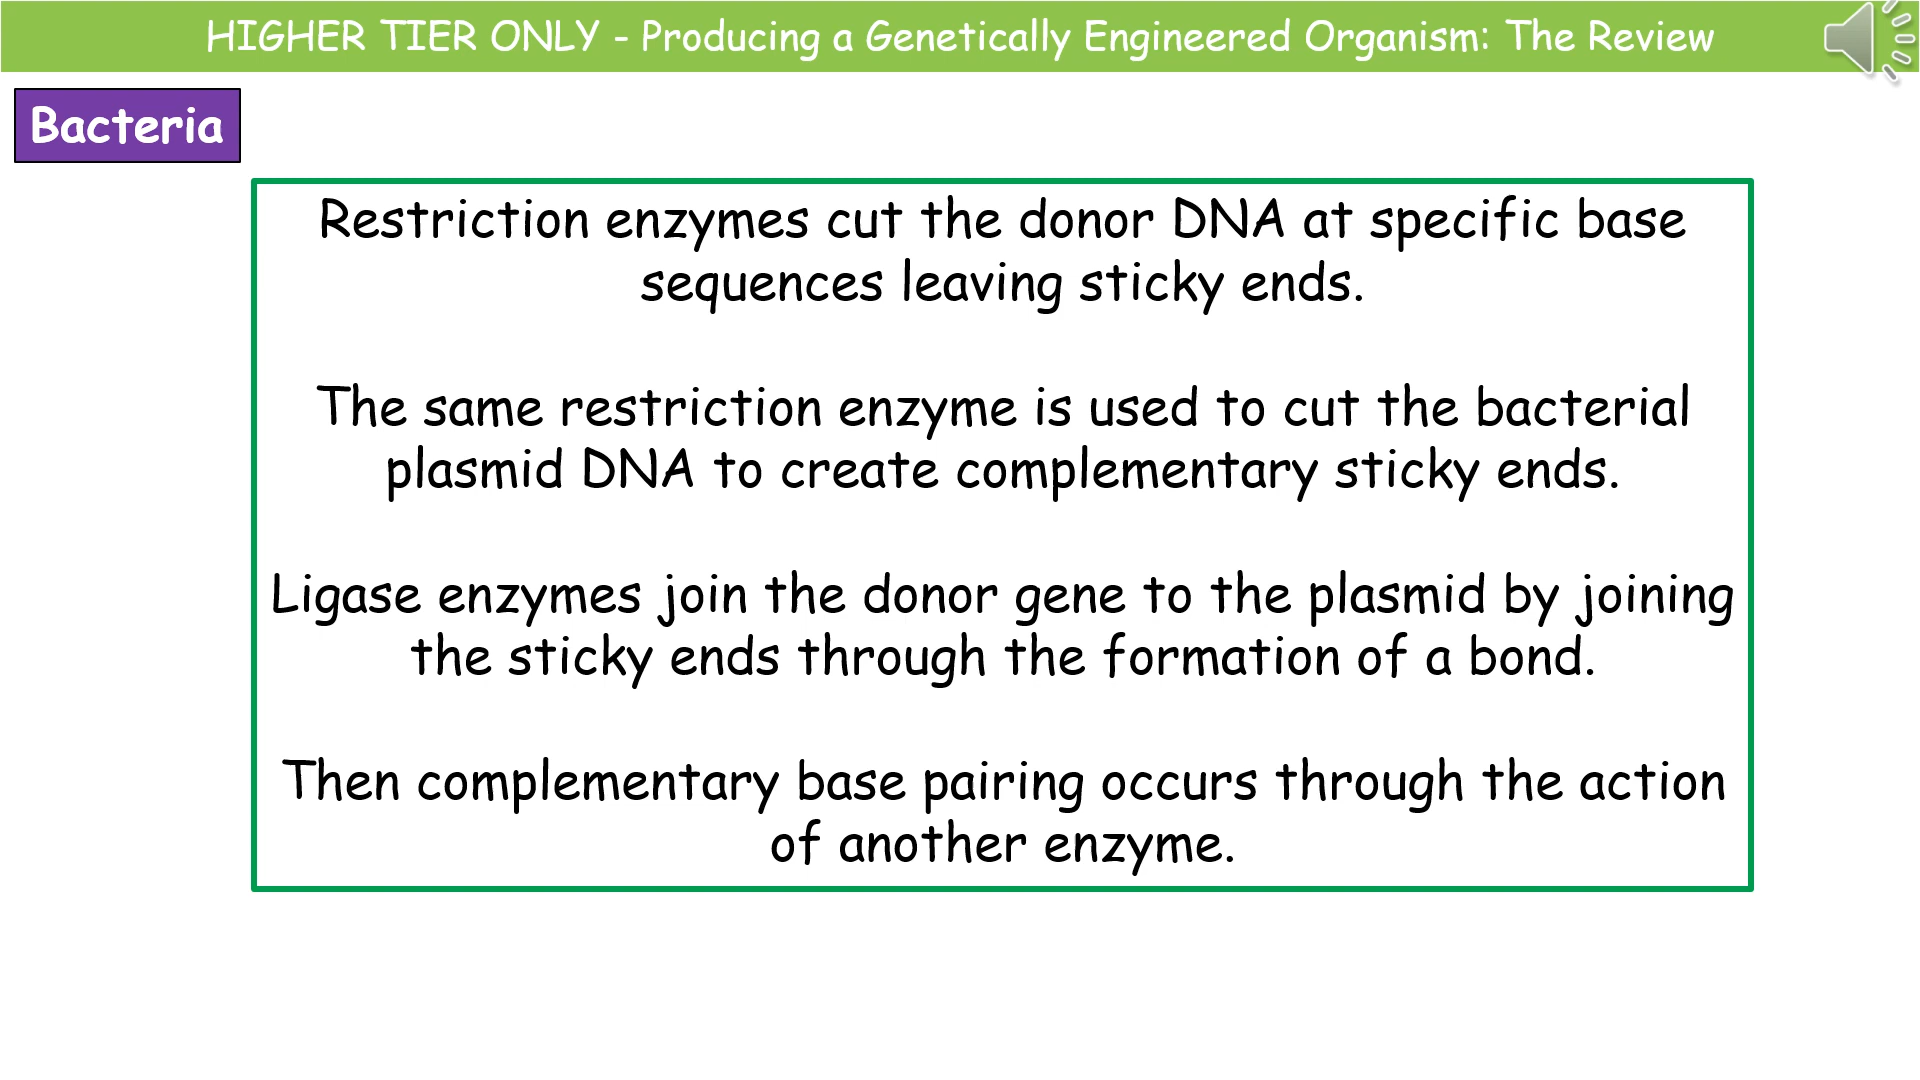 HIGHER TIER ONLY - Producing a Genetically Engineered Organism: The Review
Bacteria
Restriction enzymes cut the donor DNA at specific base
sequences leaving sticky ends.
The same restriction enzyme is used to cut the bacterial
plasmid DNA to create complementary sticky ends.
Ligase enzymes join the donor gene to the plasmid by joining
the sticky ends through the formation of a bond.
Then complementary base pairing occurs through the action
of another enzyme.